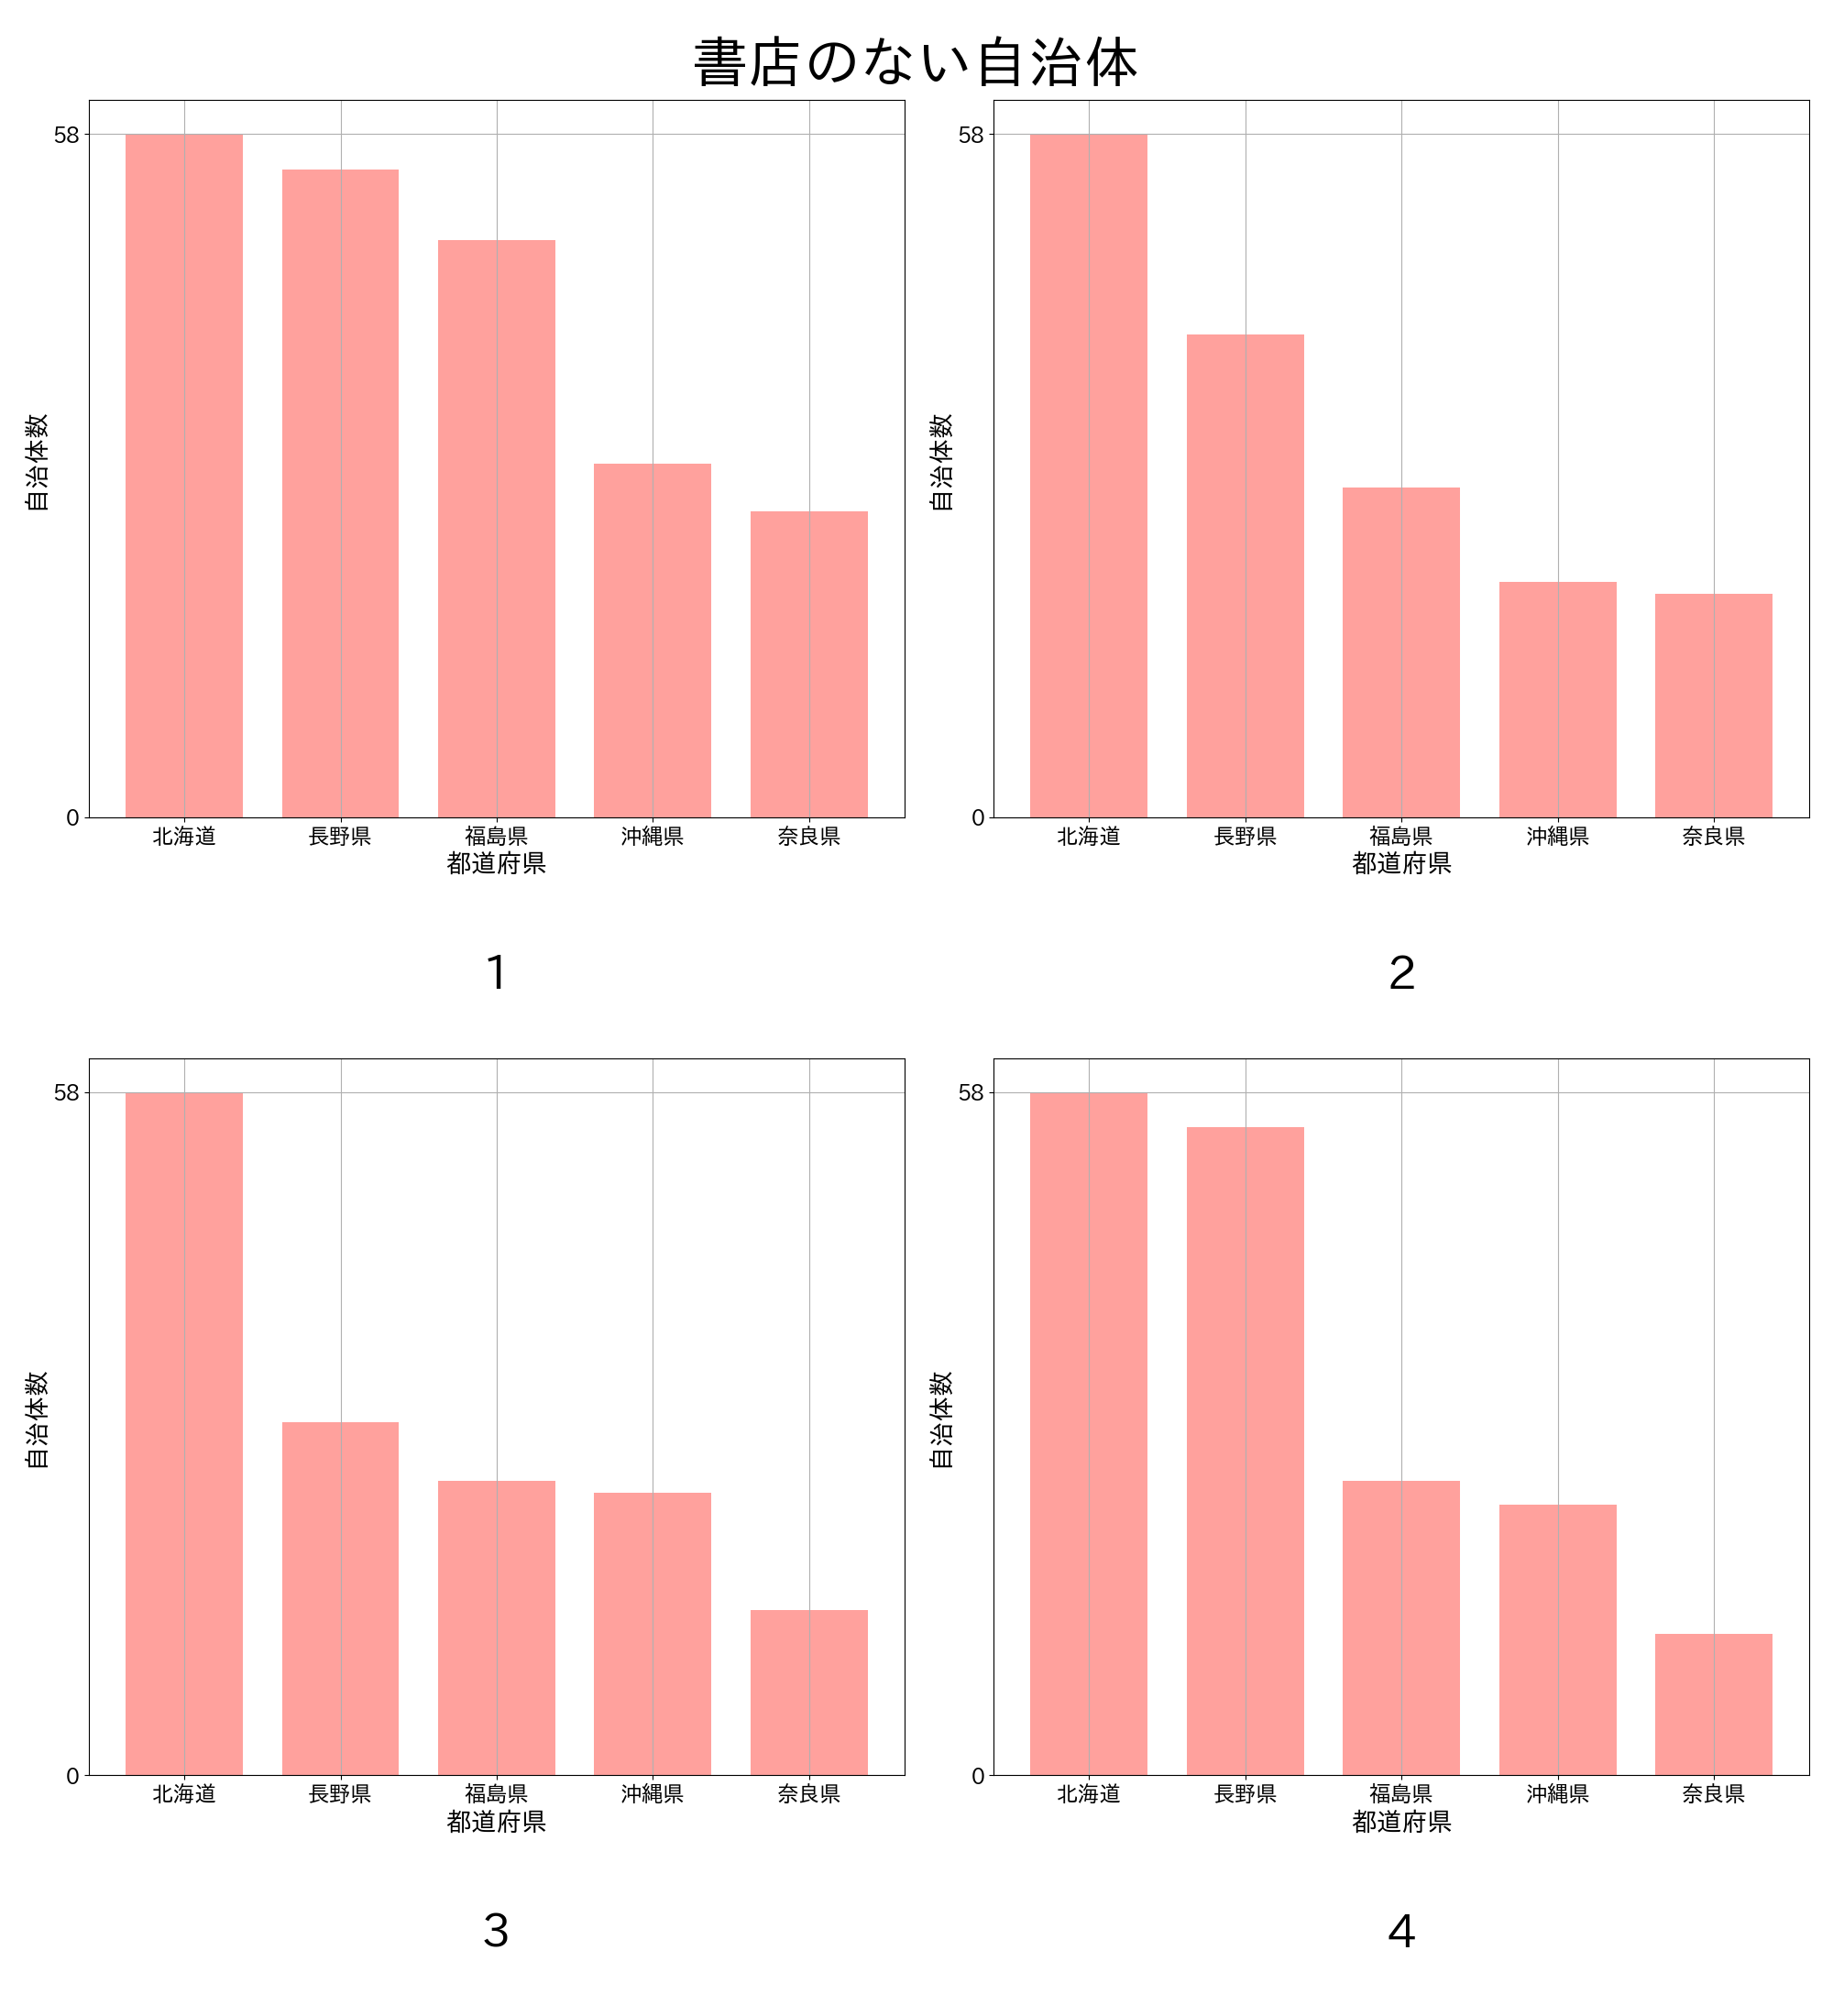 書店のない自治体
58
0
自治体数
北海道 長野県 福島県 沖縄県 奈良県
都道府県
1
58
0
自治体数
北海道 長野県 福島県 沖縄県 奈良県
都道府県
2
58
0
自治体数
北海道 長野県 福島県 沖縄県 奈良県
都道府県
3
58
0
自治体数
北海道 長野県 福島県 沖縄県 奈良県
都道府県
4